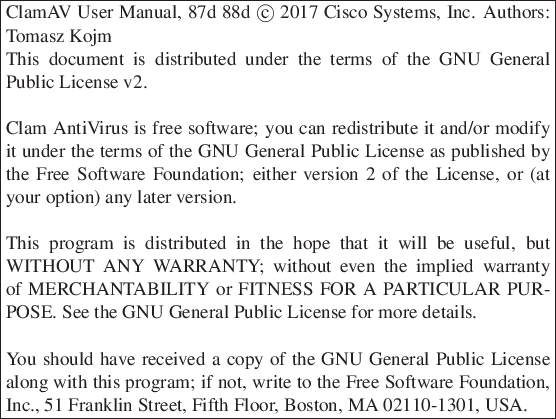 ClamAV User Manual, 87d 88d © 2017 Cisco Systems, Inc. Authors:
Tomasz Kojm
This document is distributed under the terms of the GNU General
Public License v2.
Clam AntiVirus is free software; you can redistribute it and/or modify
it under the terms of the GNU General Public License as published by
the Free Software Foundation; either version 2 of the License, or (at
your option) any later version.
This program is distributed in the hope that it will be useful, but
WITHOUT ANY WARRANTY; without even the implied warranty
of MERCHANTABILITY or FITNESS FOR A PARTICULAR PUR-
POSE. See the GNU General Public License for more details.
You should have received a copy of the GNU General Public License
along with this program; if not, write to the Free Software Foundation,
Inc., 51 Franklin Street, Fifth Floor, Boston, MA 02110-1301, USA.